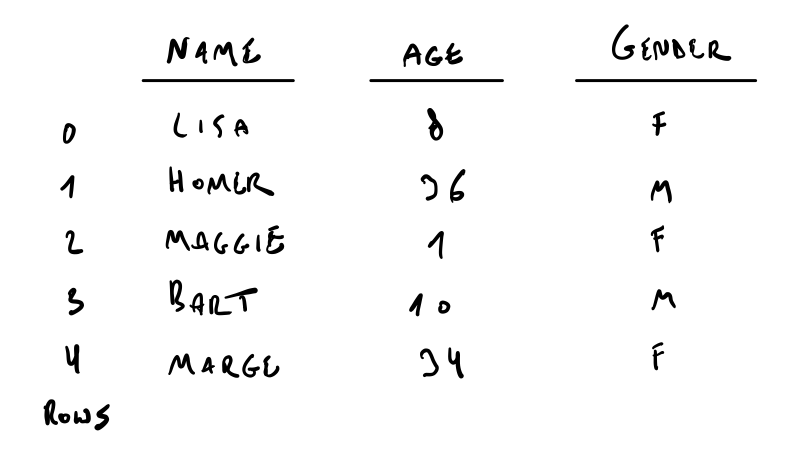 NAME AGE GENDER
0 LISA 8 F
1 HOMER 36 M
2 MAGGIE 1 F
3 BART 10 M
4 MARGE 34 F
ROWS